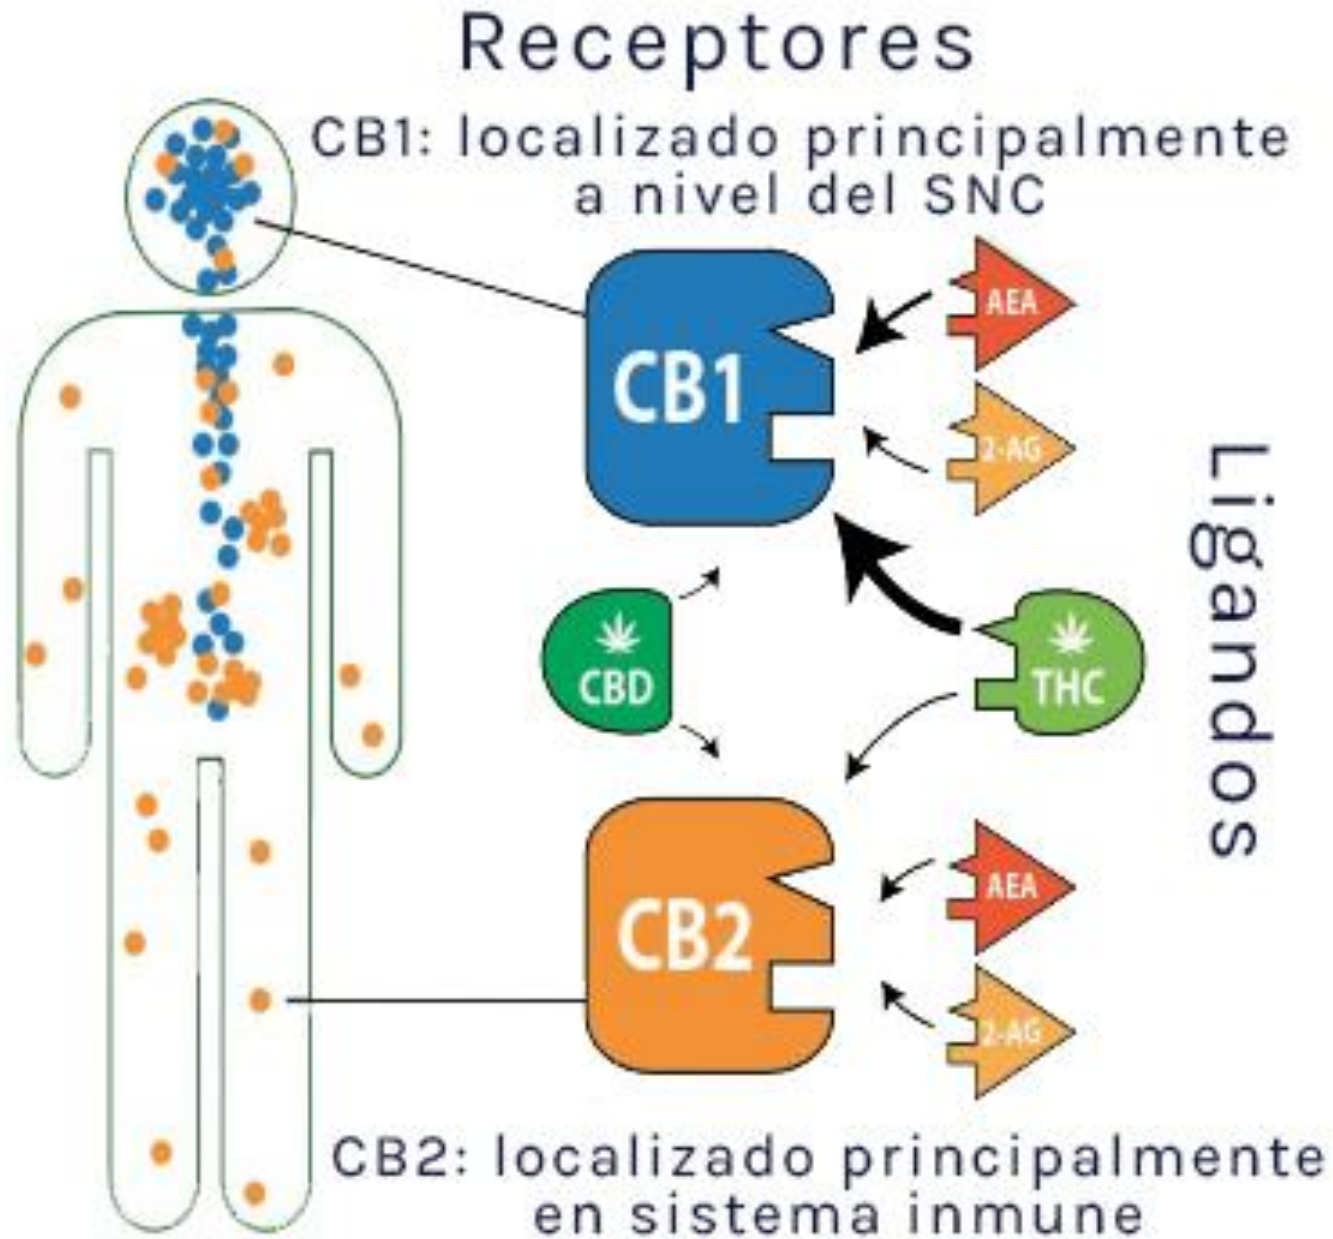 Receptores
CB1: localizado principalmente
a nivel del SNC
CB1
AEA
2-AG
CBD
THC
Ligandos
CB2
AEA
2-AG
CB2: localizado principalmente
en sistema inmune